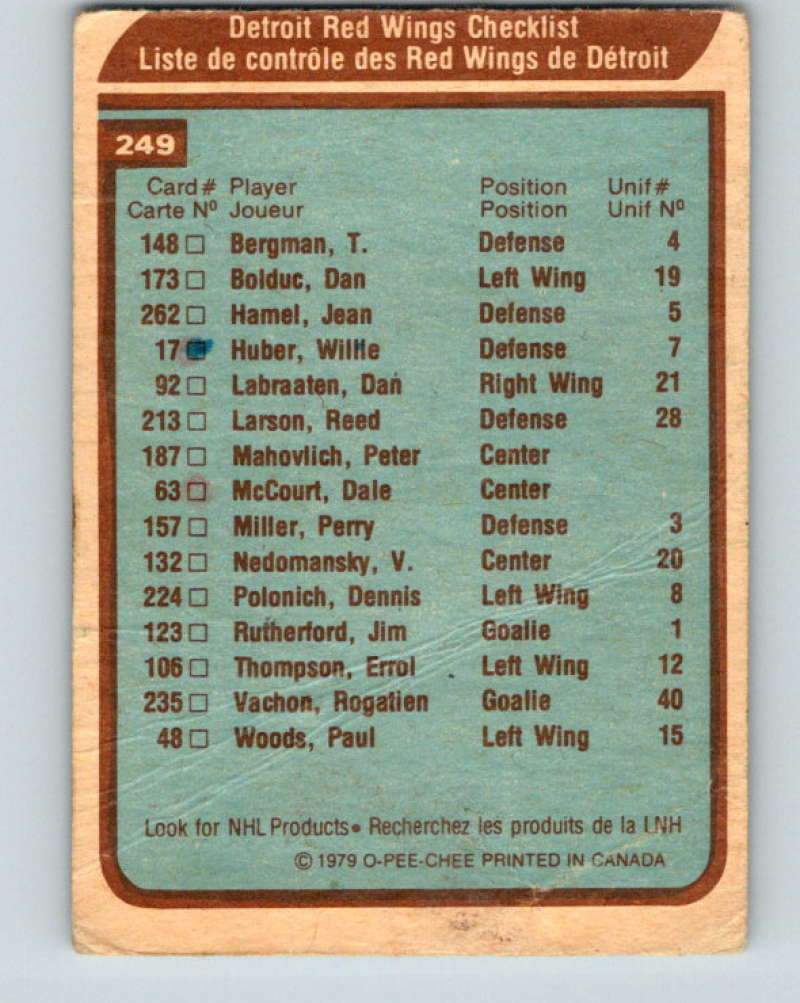 Detroit Red Wings Checklist
Liste de contrôle des Red Wings de Détroit
249
Card # Player Position Unif #
Carte Nº Joueur Position Unif Nº
148 □ Bergman, T. Defense 4
173 □ Bolduc, Dan Left Wing 19
262 □ Hamel, Jean Defense 5
17 ■ Huber, Willie Defense 7
92 □ Labraaten, Dan Right Wing 21
213 □ Larson, Reed Defense 28
187 □ Mahovlich, Peter Center
63 □ McCourt, Dale Center
157 □ Miller, Perry Defense 3
132 □ Nedomansky, V. Center 20
224 □ Polonich, Dennis Left Wing 8
123 □ Rutherford, Jim Goalie 1
106 □ Thompson, Errol Left Wing 12
235 □ Vachon, Rogatien Goalie 40
48 □ Woods, Paul Left Wing 15
Look for NHL Products • Recherchez les produits de la LNH
© 1979 O-PEE-CHEE PRINTED IN CANADA